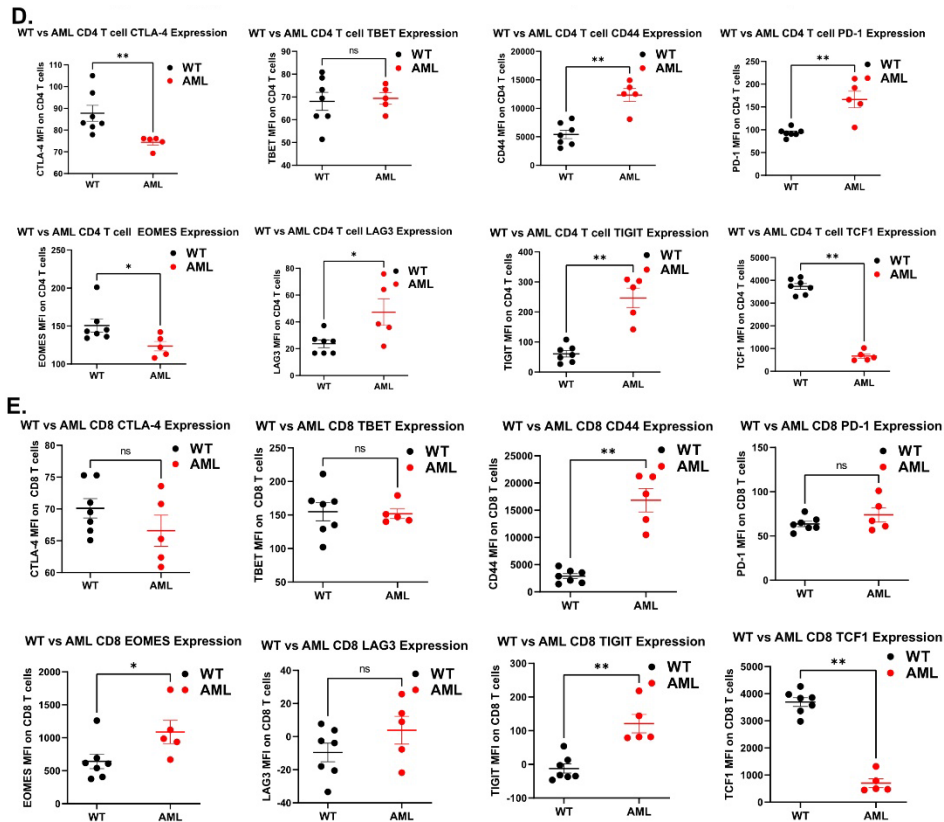 D.
WT vs AML CD4 T cell CTLA-4 Expression
CTLA-4 MFI on CD4 T cells
110
100
90
80
70
60
**
WT
AML
WT
AML
WT vs AML CD4 T cell TBET Expression
TBET MFI on CD4 T cells
100
90
80
70
60
50
40
ns
WT
AML
WT
AML
WT vs AML CD4 T cell CD44 Expression
CD44 MFI on CD4 T cells
20000
15000
10000
5000
0
**
WT
AML
WT
AML
WT vs AML CD4 T cell PD-1 Expression
PD-1 MFI on CD4 T cells
250
200
150
100
50
0
**
WT
AML
WT
AML
WT vs AML CD4 T cell EOMES Expression
EOMES MFI on CD4 T cells
250
200
150
100
*
WT
AML
WT
AML
WT vs AML CD4 T cell LAG3 Expression
LAG3 MFI on CD4 T cells
80
60
40
20
0
*
WT
AML
WT
AML
WT vs AML CD4 T cell TIGIT Expression
TIGIT MFI on CD4 T cells
400
300
200
100
0
**
WT
AML
WT
AML
WT vs AML CD4 T cell TCF1 Expression
TCF1 MFI on CD4 T cells
5000
4000
3000
2000
1000
0
**
WT
AML
WT
AML
E.
WT vs AML CD8 CTLA-4 Expression
CTLA-4 MFI on CD8 T cells
80
75
70
65
60
ns
WT
AML
WT
AML
WT vs AML CD8 TBET Expression
TBET MFI on CD8 T cells
250
200
150
100
50
ns
WT
AML
WT
AML
WT vs AML CD8 CD44 Expression
CD44 MFI on CD8 T cells
25000
20000
15000
10000
5000
0
**
WT
AML
WT
AML
WT vs AML CD8 PD-1 Expression
PD-1 MFI on CD8 T cells
150
100
50
0
ns
WT
AML
WT
AML
WT vs AML CD8 EOMES Expression
EOMES MFI on CD8 T cells
2000
1500
1000
500
0
*
WT
AML
WT
AML
WT vs AML CD8 LAG3 Expression
LAG3 MFI on CD8 T cells
40
20
0
-20
-40
ns
WT
AML
WT
AML
WT vs AML CD8 TIGIT Expression
TIGIT MFI on CD8 T cells
300
200
100
0
-100
**
WT
AML
WT
AML
WT vs AML CD8 TCF1 Expression
TCF1 MFI on CD8 T cells
5000
4000
3000
2000
1000
0
**
WT
AML
WT
AML